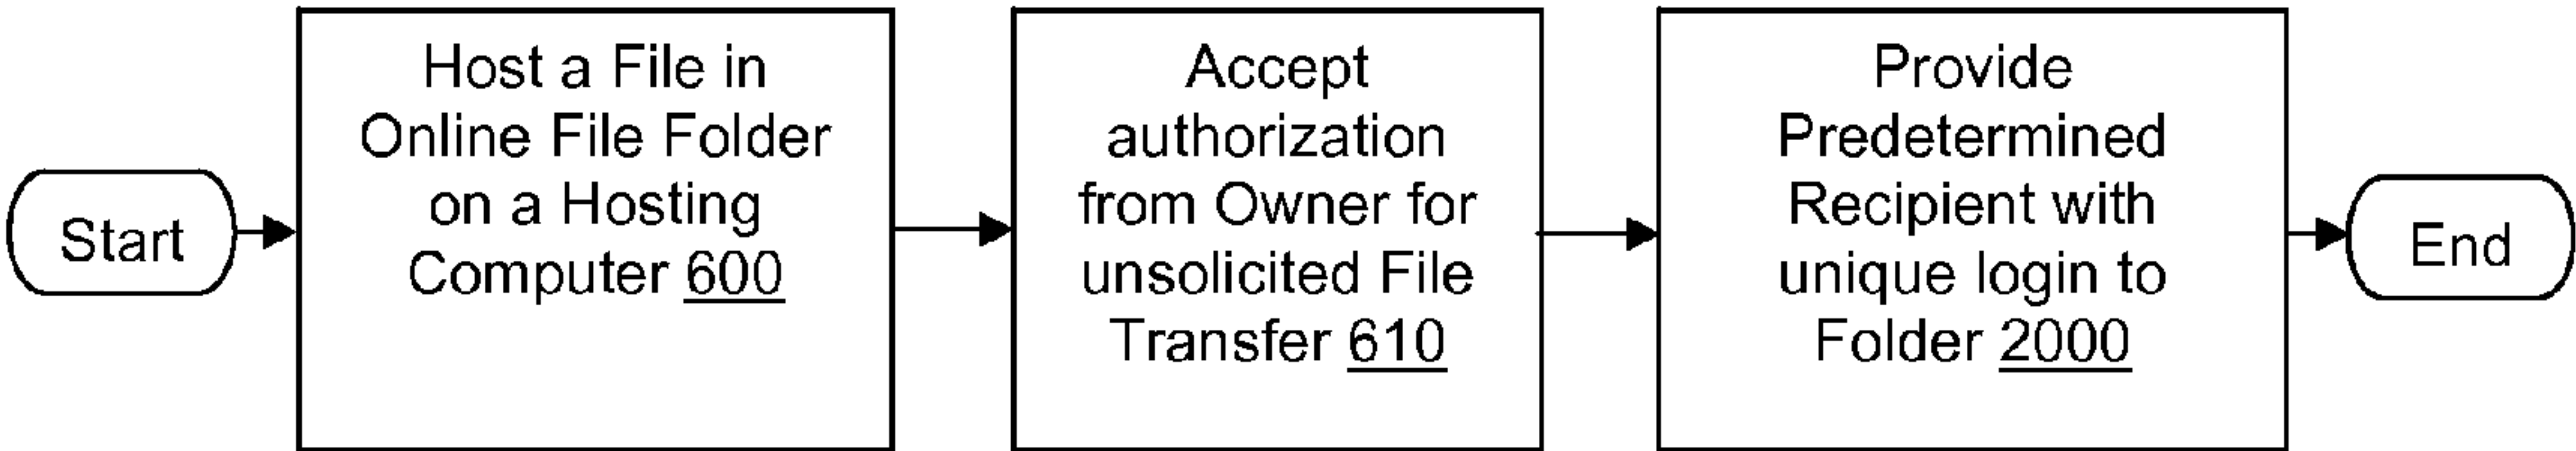 Start
Host a File in
Online File Folder
on a Hosting
Computer 600
Accept
authorization
from Owner for
unsolicited File
Transfer 610
Provide
Predetermined
Recipient with
unique login to
Folder 2000
End